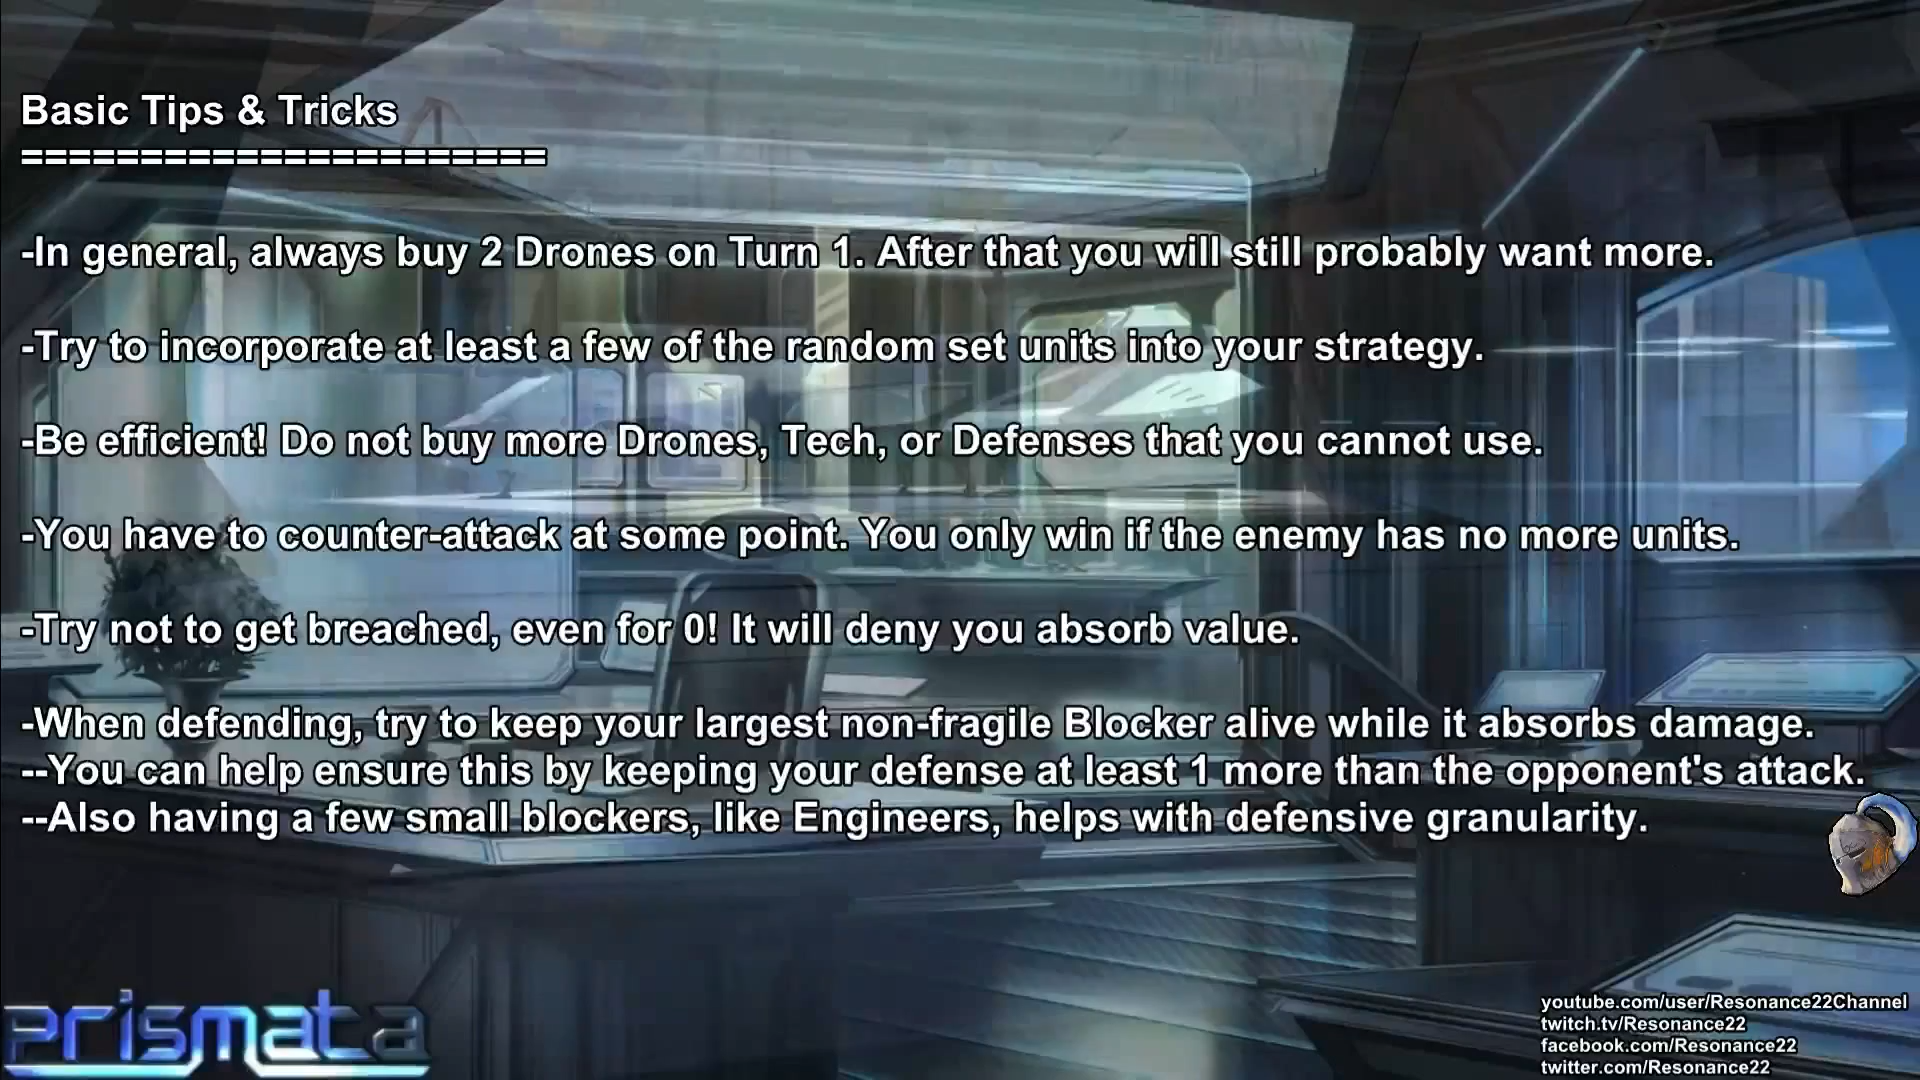 Basic Tips & Tricks
======================
-In general, always buy 2 Drones on Turn 1. After that you will still probably want more.
-Try to incorporate at least a few of the random set units into your strategy.
-Be efficient! Do not buy more Drones, Tech, or Defenses that you cannot use.
-You have to counter-attack at some point. You only win if the enemy has no more units.
-Try not to get breached, even for 0! It will deny you absorb value.
-When defending, try to keep your largest non-fragile Blocker alive while it absorbs damage.
--You can help ensure this by keeping your defense at least 1 more than the opponent's attack.
--Also having a few small blockers, like Engineers, helps with defensive granularity.
prismata
youtube.com/user/Resonance22Channel
twitch.tv/Resonance22
facebook.com/Resonance22
twitter.com/Resonance22